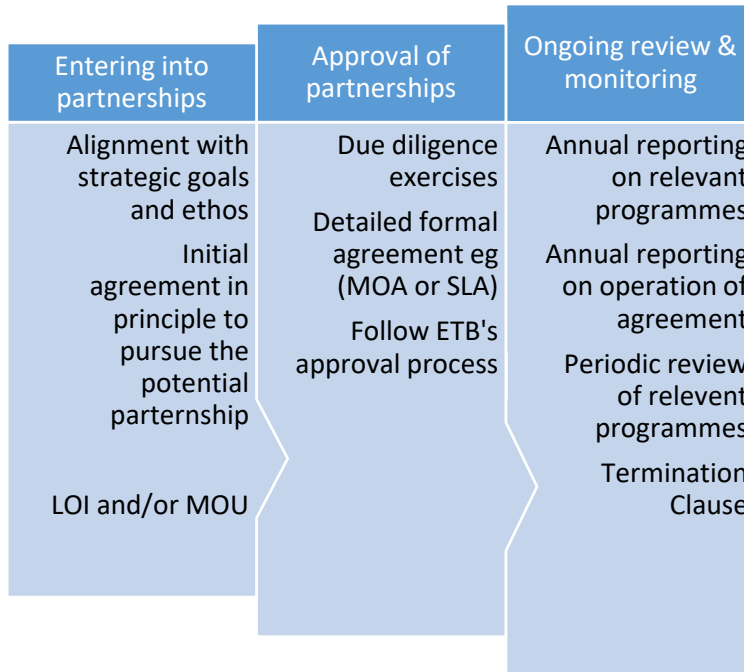 Entering into
partnerships
Alignment with
strategic goals
and ethos
Initial
agreement in
principle to
pursue the
potential
parternship
LOI and/or MOU
Approval of
partnerships
Due diligence
exercises
Detailed formal
agreement eg
(MOA or SLA)
Follow ETB's
approval process
Ongoing review &
monitoring
Annual reporting
on relevant
programmes
Annual reporting
on operation of
agreement
Periodic review
of relevent
programmes
Termination
Clause